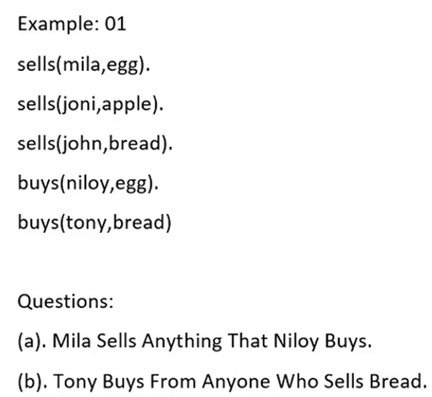 Example: 01
sells(mila,egg).
sells(joni,apple).
sells(john,bread).
buys(niloy,egg).
buys(tony,bread)
Questions:
(a). Mila Sells Anything That Niloy Buys.
(b). Tony Buys From Anyone Who Sells Bread.